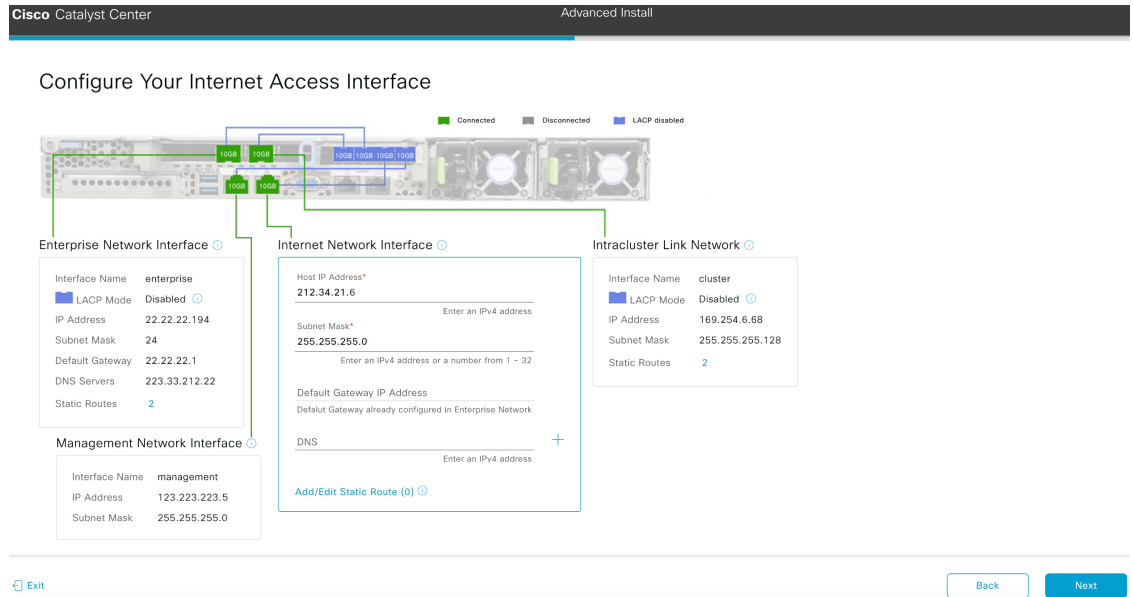 Cisco Catalyst Center
Advanced Install
Configure Your Internet Access Interface
Connected
Disconnected
LACP disabled
10GB 10GB
10GB 10GB 10GB 10GB
10GB 10GB
Enterprise Network Interface
Interface Name enterprise
LACP Mode Disabled
IP Address 22.22.22.194
Subnet Mask 24
Default Gateway 22.22.22.1
DNS Servers 223.33.212.22
Static Routes 2
Management Network Interface
Interface Name management
IP Address 123.223.223.5
Subnet Mask 255.255.255.0
Internet Network Interface
Host IP Address*
212.34.21.6
Enter an IPv4 address
Subnet Mask*
255.255.255.0
Enter an IPv4 address or a number from 1 - 32
Default Gateway IP Address
Defalut Gateway already configured in Enterprise Network
DNS
Enter an IPv4 address
Add/Edit Static Route (0)
Intracluster Link Network
Interface Name cluster
LACP Mode Disabled
IP Address 169.254.6.68
Subnet Mask 255.255.255.128
Static Routes 2
Exit
Back
Next